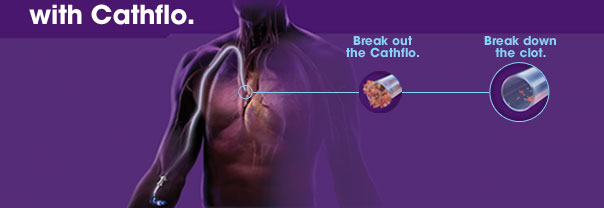 with Cathflo.
Break out
the Cathflo.
Break down
the clot.